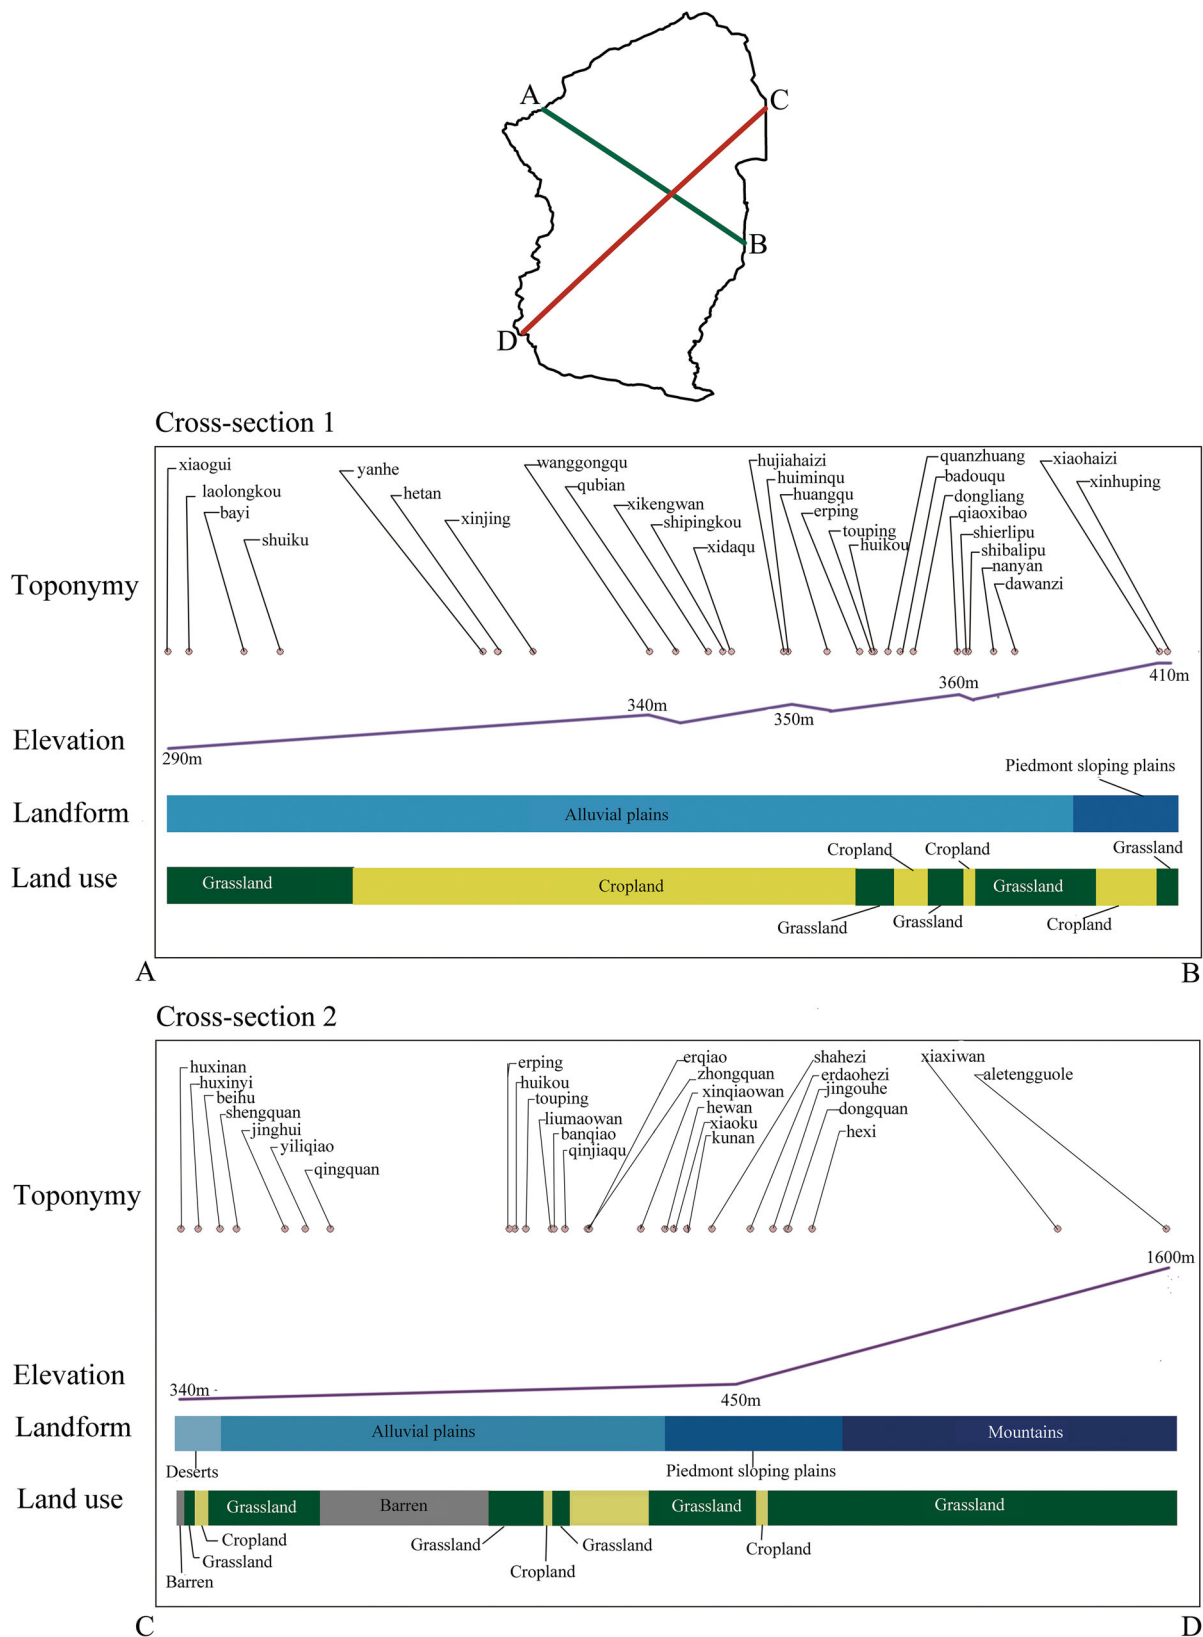 A
C
B
D
Cross-section 1
xiaogui
laolongkou
bayi
shuiku
yanhe
hetan
xinjing
wanggongqu
qubian
xikengwan
shipingkou
xidaqu
hujiahaizi
huiminqu
huangqu
erping
touping
huikou
quanzhuang
badouqu
dongliang
qiaoxibao
shierlipu
shibalipu
nanyan
dawanzi
xiaohaizi
xinhuping
Toponymy
290m
340m
350m
360m
410m
Elevation
Piedmont sloping plains
Landform
Alluvial plains
Land use
Grassland
Cropland
Cropland
Cropland
Grassland
Grassland
Grassland
Grassland
Cropland
A
B
Cross-section 2
huxinan
huxinyi
beihu
shengquan
jinghui
yiliqiao
qingquan
erping
huikou
touping
liumaowan
banqiao
qinjiaqu
erqiao
zhongquan
xinqiaowan
hewan
xiaoku
kunan
shahezi
erdaohezi
jingouhe
dongquan
hexi
xiaxiwan
aletengguole
Toponymy
1600m
Elevation
340m
450m
Landform
Alluvial plains
Mountains
Deserts
Piedmont sloping plains
Land use
Grassland
Barren
Grassland
Grassland
Cropland
Grassland
Barren
Grassland
Cropland
Grassland
Cropland
C
D